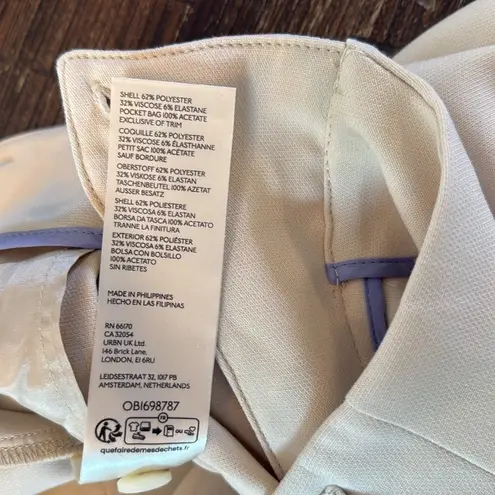 SHELL 62% POLYESTER
32% VISCOSE 6% ELASTANE
POCKET BAG 100% ACETATE
EXCLUSIVE OF TRIM
COQUILLE 62% POLYESTER
32% VISCOSE 6% ÉLASTHANNE
PETIT SAC 100% ACÉTATE
SAUF BORDURE
OBERSTOFF 62% POLYESTER
32% VISKOSE 6% ELASTAN
TASCHENBEUTEL 100% AZETAT
AUSSER BESATZ
SHELL 62% POLIESTERE
32% VISCOSA 6% ELASTAN
BORSA DA TASCA 100% ACETATO
TRANNE LA FINITURA
EXTERIOR 62% POLIÉSTER
32% VISCOSA 6% ELASTANO
BOLSA CON BOLSILLO
100% ACETATO
SIN RIBETES
MADE IN PHILIPPINES
HECHO EN LAS FILIPINAS
RN 66170
CA 32054
URBN UK Ltd.
146 Brick Lane,
LONDON, E1 6RU
LEIDSESTRAAT 32, 1017 PB
AMSTERDAM, NETHERLANDS
OB1698787
FR
OU
quefairedemesdechets.fr